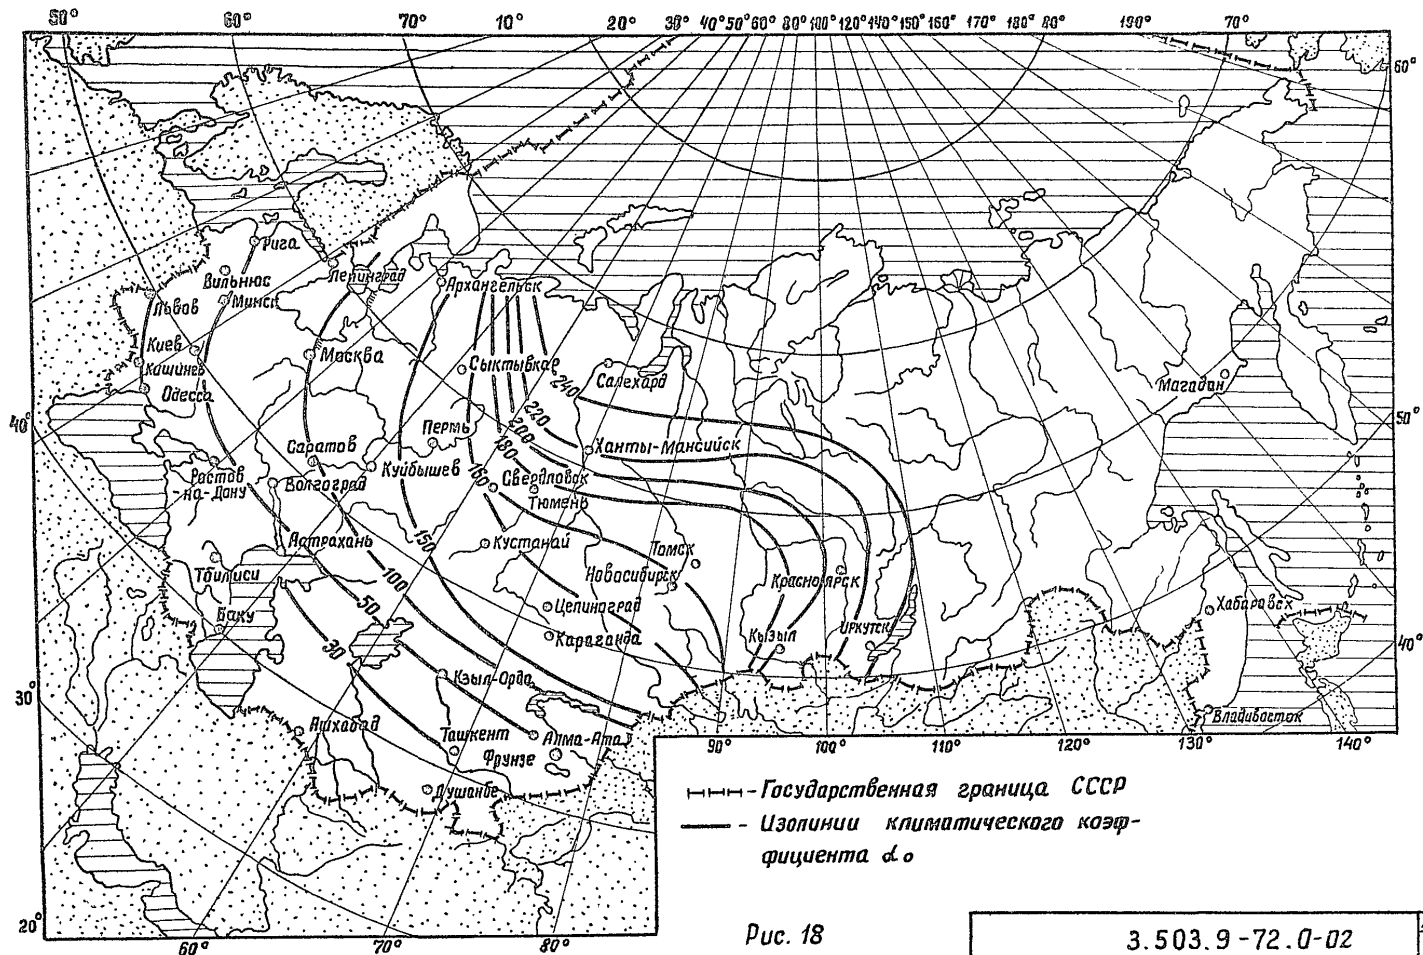 50° 60° 70° 10° 20° 30° 40° 50° 60° 80° 100° 120° 140° 150° 160° 170° 180° 80° 190° 70°
60°
Рига
Вильнюс
Ленинград
Архангельск
Минск
Львов
Киев
Москва
Сыктывкар
Салехард
Магадан
Кишинев
Одесса
240
40°
50°
220
Пермь
200
Ханты-Мансийск
Саратов
180
Куйбышев
160
Свердловск
Растов
-на-Дону
Волгоград
Тюмень
Астрахань
150
Кустанай
Томск
Тбилиси
100
Новосибирск
Красноярск
Баку
50
Целиноград
Хабаровск
Караганда
Кызыл
Иркутск
40°
30
Кзыл-Орда
30°
Ашхабад
Ташкент
Алма-Ата
Фрунзе
Владивосток
90° 100° 110° 120° 130° 140°
Душанбе
20°
60° 70° 80°
- Государственная граница СССР
- Изолинии климатического коэф-
фициента α₀
Рис. 18
3.503.9-72.0-02